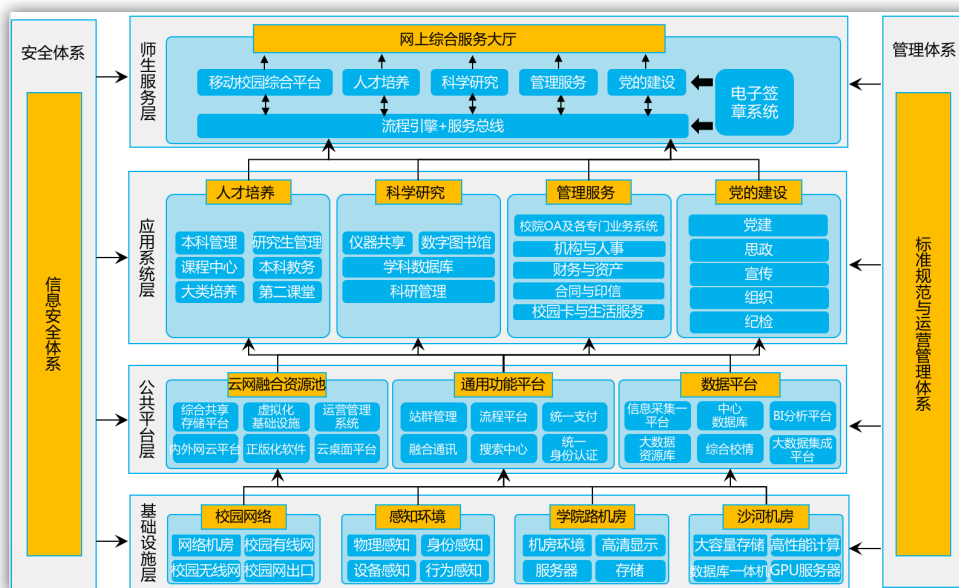 安全体系
信息安全体系
管理体系
标准规范与运营管理体系
师生服务层
网上综合服务大厅
移动校园综合平台
人才培养
科学研究
管理服务
党的建设
电子签
章系统
流程引擎+服务总线
应用系统层
人才培养
本科管理
研究生管理
课程中心
本科教务
大类培养
第二课堂
科学研究
仪器共享
数字图书馆
学科数据库
科研管理
管理服务
校院OA及各专门业务系统
机构与人事
财务与资产
合同与印信
校园卡与生活服务
党的建设
党建
思政
宣传
组织
纪检
公共平台层
云网融合资源池
综合共享
存储平台
虚拟化
基础设施
运营管理
系统
内外网云平台
正版化软件
云桌面平台
通用功能平台
站群管理
流程平台
统一支付
融合通讯
搜索中心
统一
身份认证
数据平台
信息采集一
平台
中心
数据库
BI分析平台
大数据
资源库
综合校情
大数据集成
平台
基础设施层
校园网络
网络机房
校园有线网
校园无线网
校园网出口
感知环境
物理感知
身份感知
设备感知
行为感知
学院路机房
机房环境
高清显示
服务器
存储
沙河机房
大容量存储
高性能计算
数据库一体机
GPU服务器